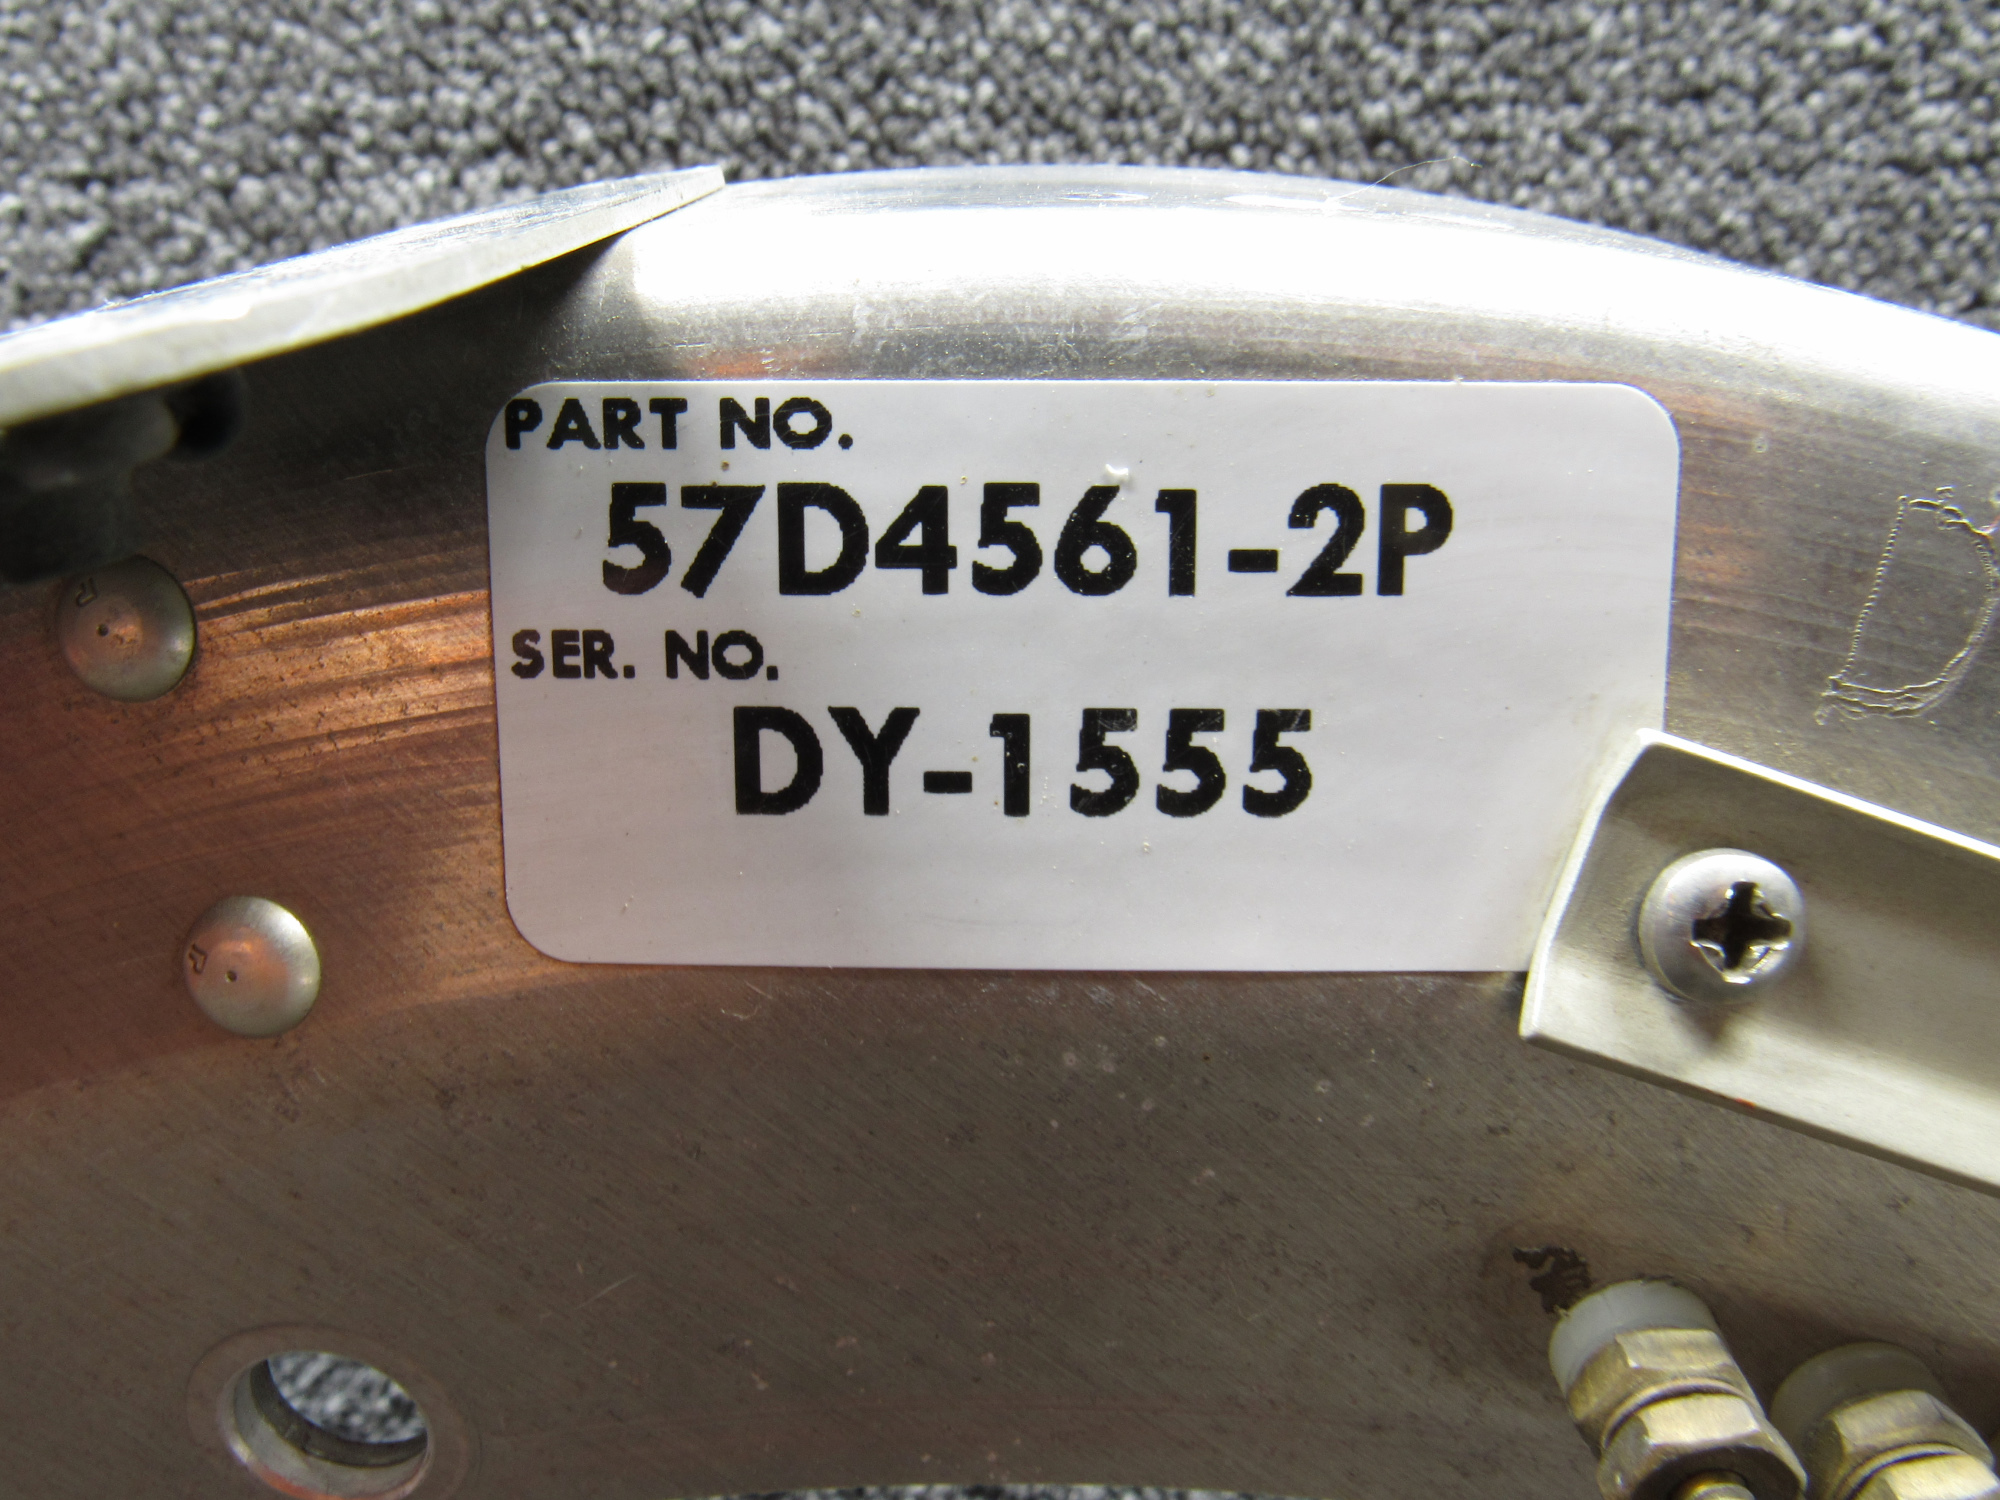 PART NO.
57D4561-2P
SER. NO.
DY-1555
D
R
R